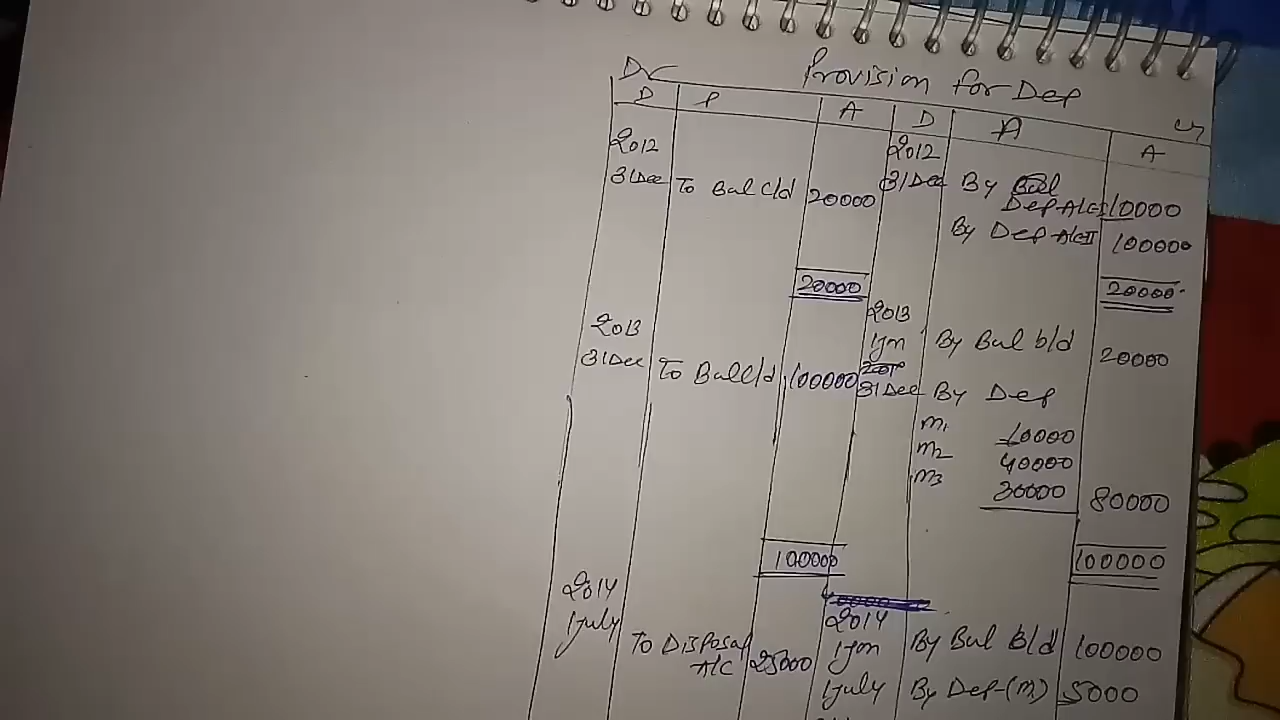 Dr Provision for Dep
D P A D A Cr
A
2012 2012
31Dec To Bal C/d 20000 31Dec By
Dep A/c I 10000
By Dep A/c II 100000
20000 20000
2013
2013 1Jan By Bal b/d 20000
31Dec To Bal C/d 100000 31Dec By Dep
M1 10000
M2 40000
M3 30000 80000
100000 100000
2014 2014
1July To Disposal A/C 25000 1Jan By Bal b/d 100000
1July By Dep-(M) 5000